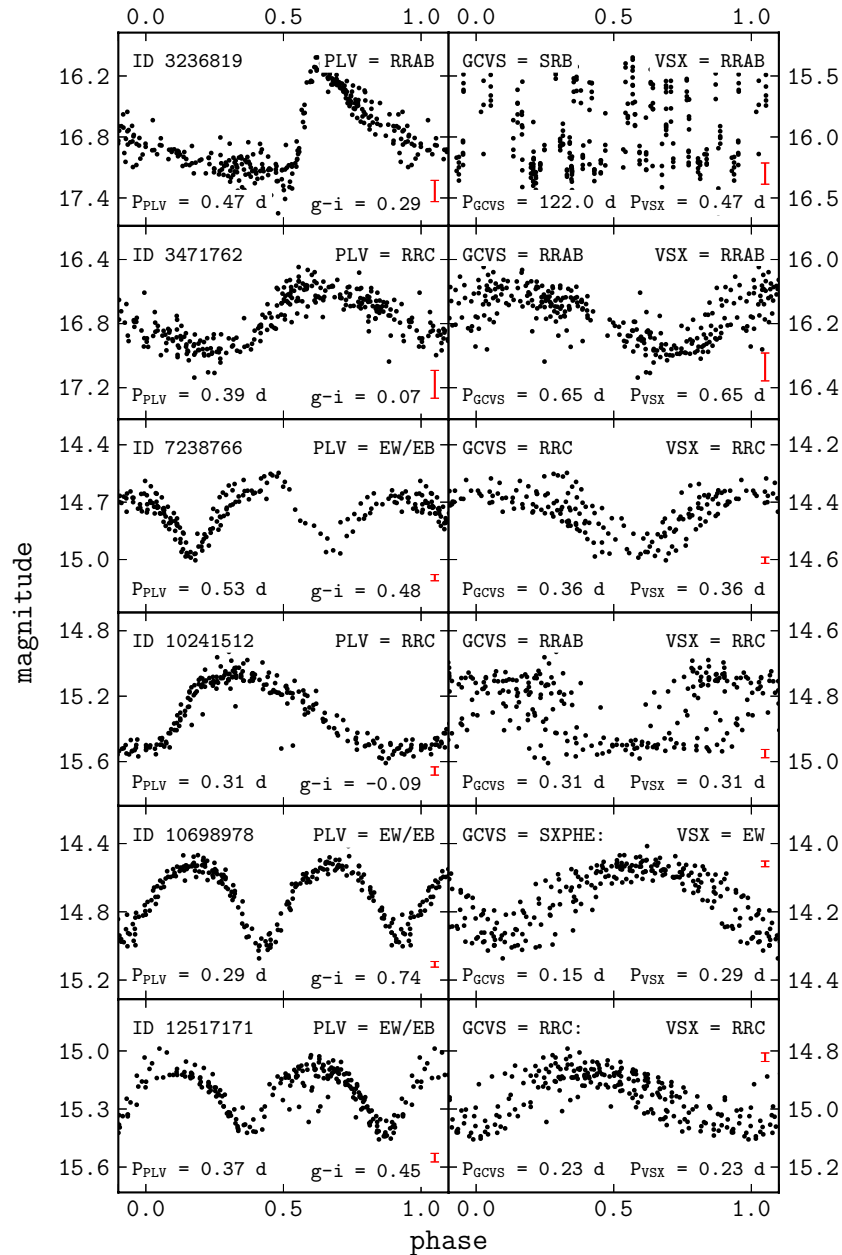 0.0 0.5 1.0 0.0 0.5 1.0
ID 3236819 PLV = RRAB GCVS = SRB VSX = RRAB
16.2 15.5
16.8 16.0
17.4 16.5
P_PLV = 0.47 d g-i = 0.29 P_GCVS = 122.0 d P_VSX = 0.47 d
ID 3471762 PLV = RRC GCVS = RRAB VSX = RRAB
16.4 16.0
16.8 16.2
17.2 16.4
P_PLV = 0.39 d g-i = 0.07 P_GCVS = 0.65 d P_VSX = 0.65 d
14.4 14.2
ID 7238766 PLV = EW/EB GCVS = RRC VSX = RRC
14.7 14.4
15.0 14.6
P_PLV = 0.53 d g-i = 0.48 P_GCVS = 0.36 d P_VSX = 0.36 d
magnitude
14.8 14.6
ID 10241512 PLV = RRC GCVS = RRAB VSX = RRC
15.2 14.8
15.6 15.0
P_PLV = 0.31 d g-i = -0.09 P_GCVS = 0.31 d P_VSX = 0.31 d
ID 10698978 PLV = EW/EB GCVS = SXPHE: VSX = EW
14.4 14.0
14.8 14.2
15.2 14.4
P_PLV = 0.29 d g-i = 0.74 P_GCVS = 0.15 d P_VSX = 0.29 d
ID 12517171 PLV = EW/EB GCVS = RRC: VSX = RRC
15.0 14.8
15.3 15.0
15.6 15.2
P_PLV = 0.37 d g-i = 0.45 P_GCVS = 0.23 d P_VSX = 0.23 d
0.0 0.5 1.0 0.0 0.5 1.0
phase